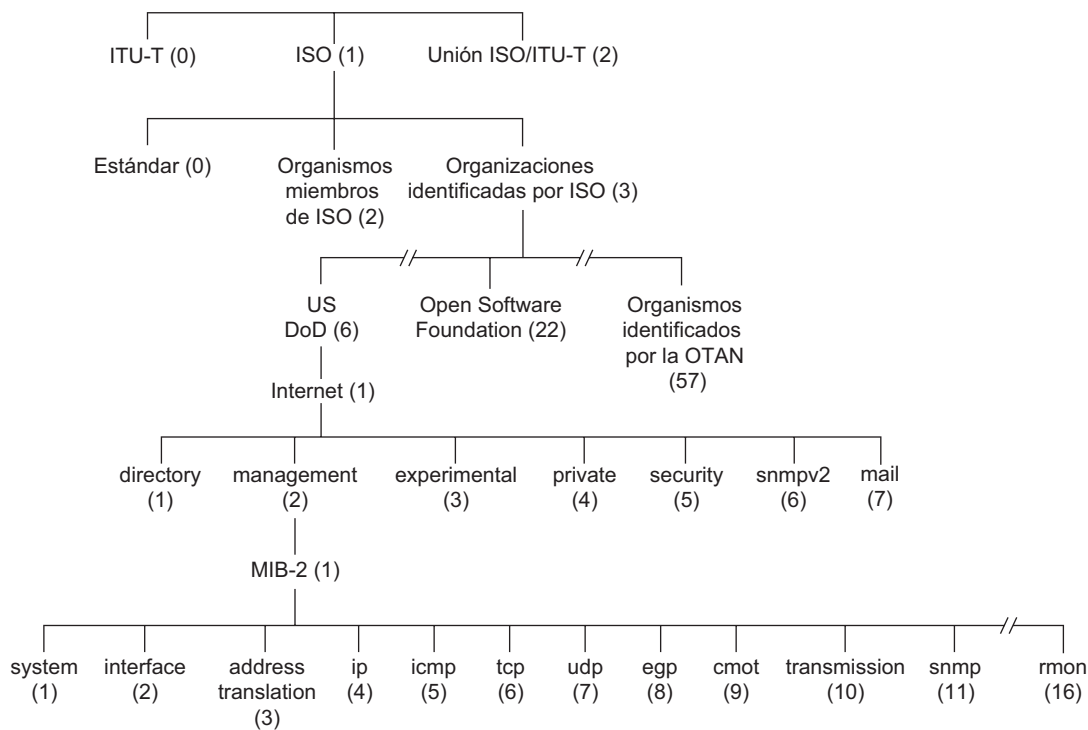 ITU-T (0) ISO (1) Unión ISO/ITU-T (2)
Estándar (0) Organismos Organizaciones
miembros identificadas por ISO (3)
de ISO (2)
US Open Software Organismos
DoD (6) Foundation (22) identificados
por la OTAN
(57)
Internet (1)
directory management experimental private security snmpv2 mail
(1) (2) (3) (4) (5) (6) (7)
MIB-2 (1)
system interface address ip icmp tcp udp egp cmot transmission snmp rmon
(1) (2) translation (4) (5) (6) (7) (8) (9) (10) (11) (16)
(3)